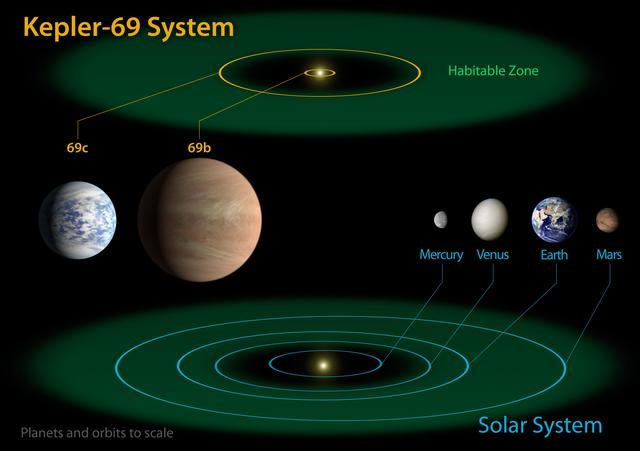 Kepler-69 System
Habitable Zone
69c
69b
Mercury
Venus
Earth
Mars
Solar System
Planets and orbits to scale